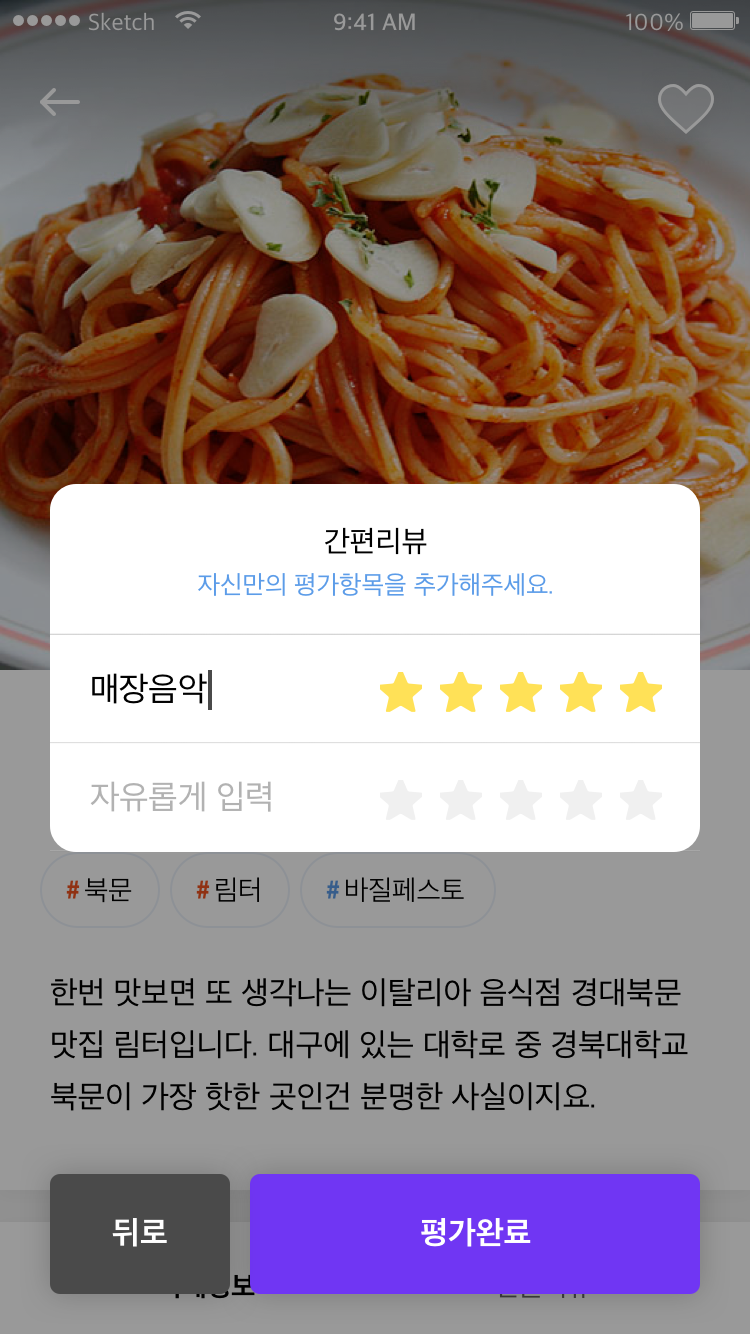 Sketch 9:41 AM 100%
간편리뷰
자신만의 평가항목을 추가해주세요.
매장음악
자유롭게 입력
#북문 #림터 #바질페스토
한번 맛보면 또 생각나는 이탈리아 음식점 경대북문
맛집 림터입니다. 대구에 있는 대학로 중 경북대학교
북문이 가장 핫한 곳인건 분명한 사실이지요.
뒤로 평가완료